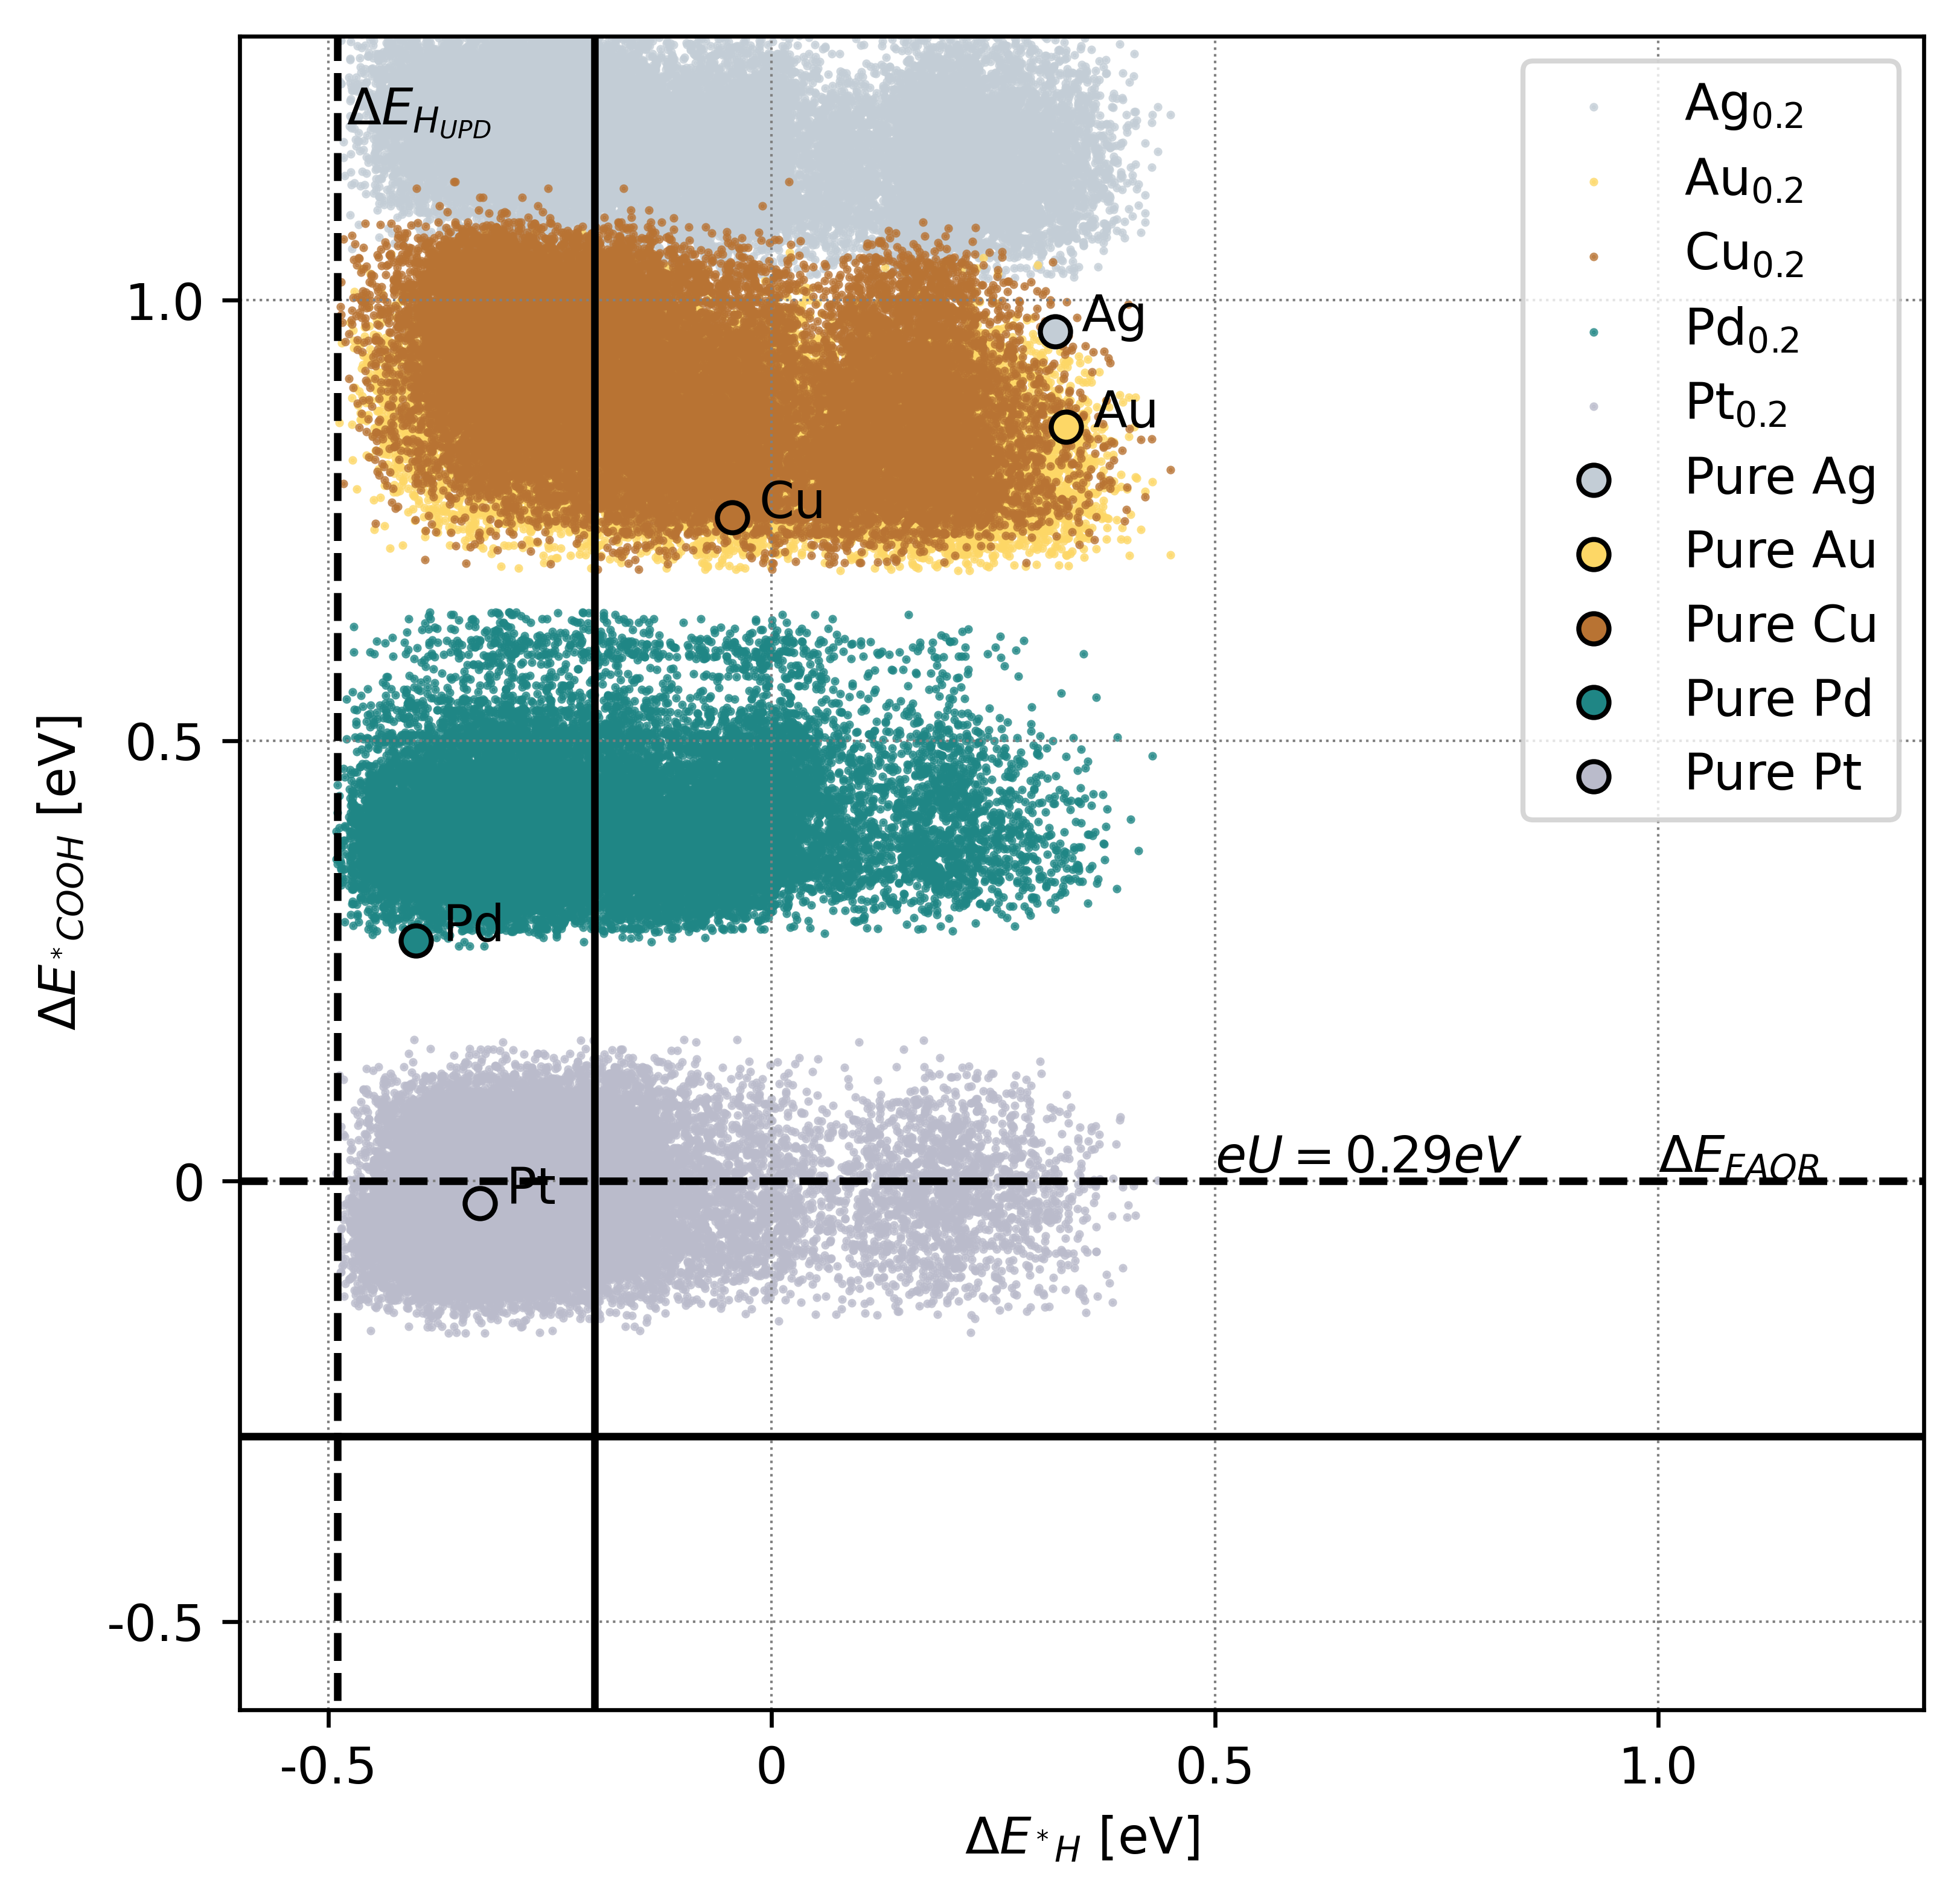 ΔE_{H_{UPD}}
Ag_{0.2}
Au_{0.2}
Cu_{0.2}
Pd_{0.2}
Pt_{0.2}
Pure Ag
Pure Au
Pure Cu
Pure Pd
Pure Pt
1.0
0.5
0
-0.5
ΔE_{*COOH} [eV]
Ag
Au
Cu
Pd
Pt
eU = 0.29eV
ΔE_{FAOR}
-0.5
0
0.5
1.0
ΔE_{*H} [eV]